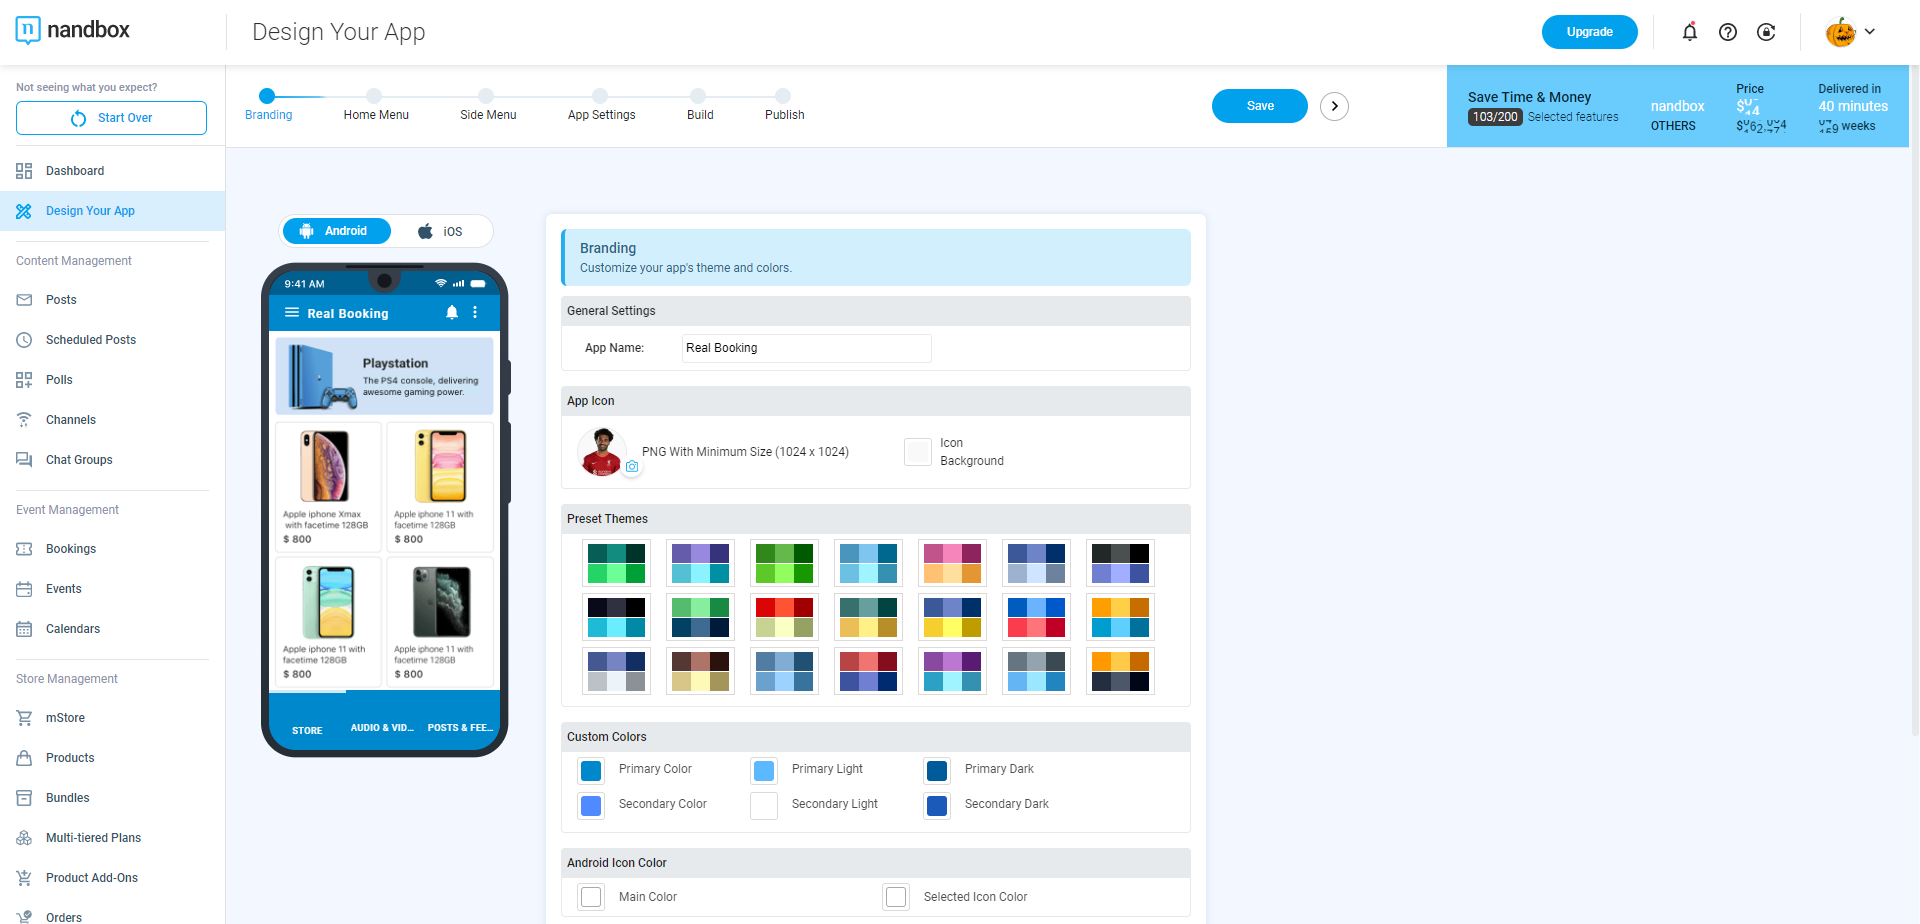 nandbox
Design Your App
Upgrade
Not seeing what you expect?
Start Over
Dashboard
Design Your App
Content Management
Posts
Scheduled Posts
Polls
Channels
Chat Groups
Event Management
Bookings
Events
Calendars
Store Management
mStore
Products
Bundles
Multi-tiered Plans
Product Add-Ons
Orders
Branding
Home Menu
Side Menu
App Settings
Build
Publish
Save
Save Time & Money
103/200 Selected features
nandbox
OTHERS
Price
Delivered in
40 minutes
weeks
Android
iOS
9:41 AM
Real Booking
Playstation
The PS4 console, delivering
awesome gaming power.
Apple iphone Xmax
with facetime 128GB
$ 800
Apple iphone 11 with
facetime 128GB
$ 800
Apple iphone 11 with
facetime 128GB
$ 800
Apple iphone 11 with
facetime 128GB
$ 800
STORE
AUDIO & VID...
POSTS & FEE...
Branding
Customize your app's theme and colors.
General Settings
App Name:
Real Booking
App Icon
PNG With Minimum Size (1024 x 1024)
Icon
Background
Preset Themes
Custom Colors
Primary Color
Primary Light
Primary Dark
Secondary Color
Secondary Light
Secondary Dark
Android Icon Color
Main Color
Selected Icon Color